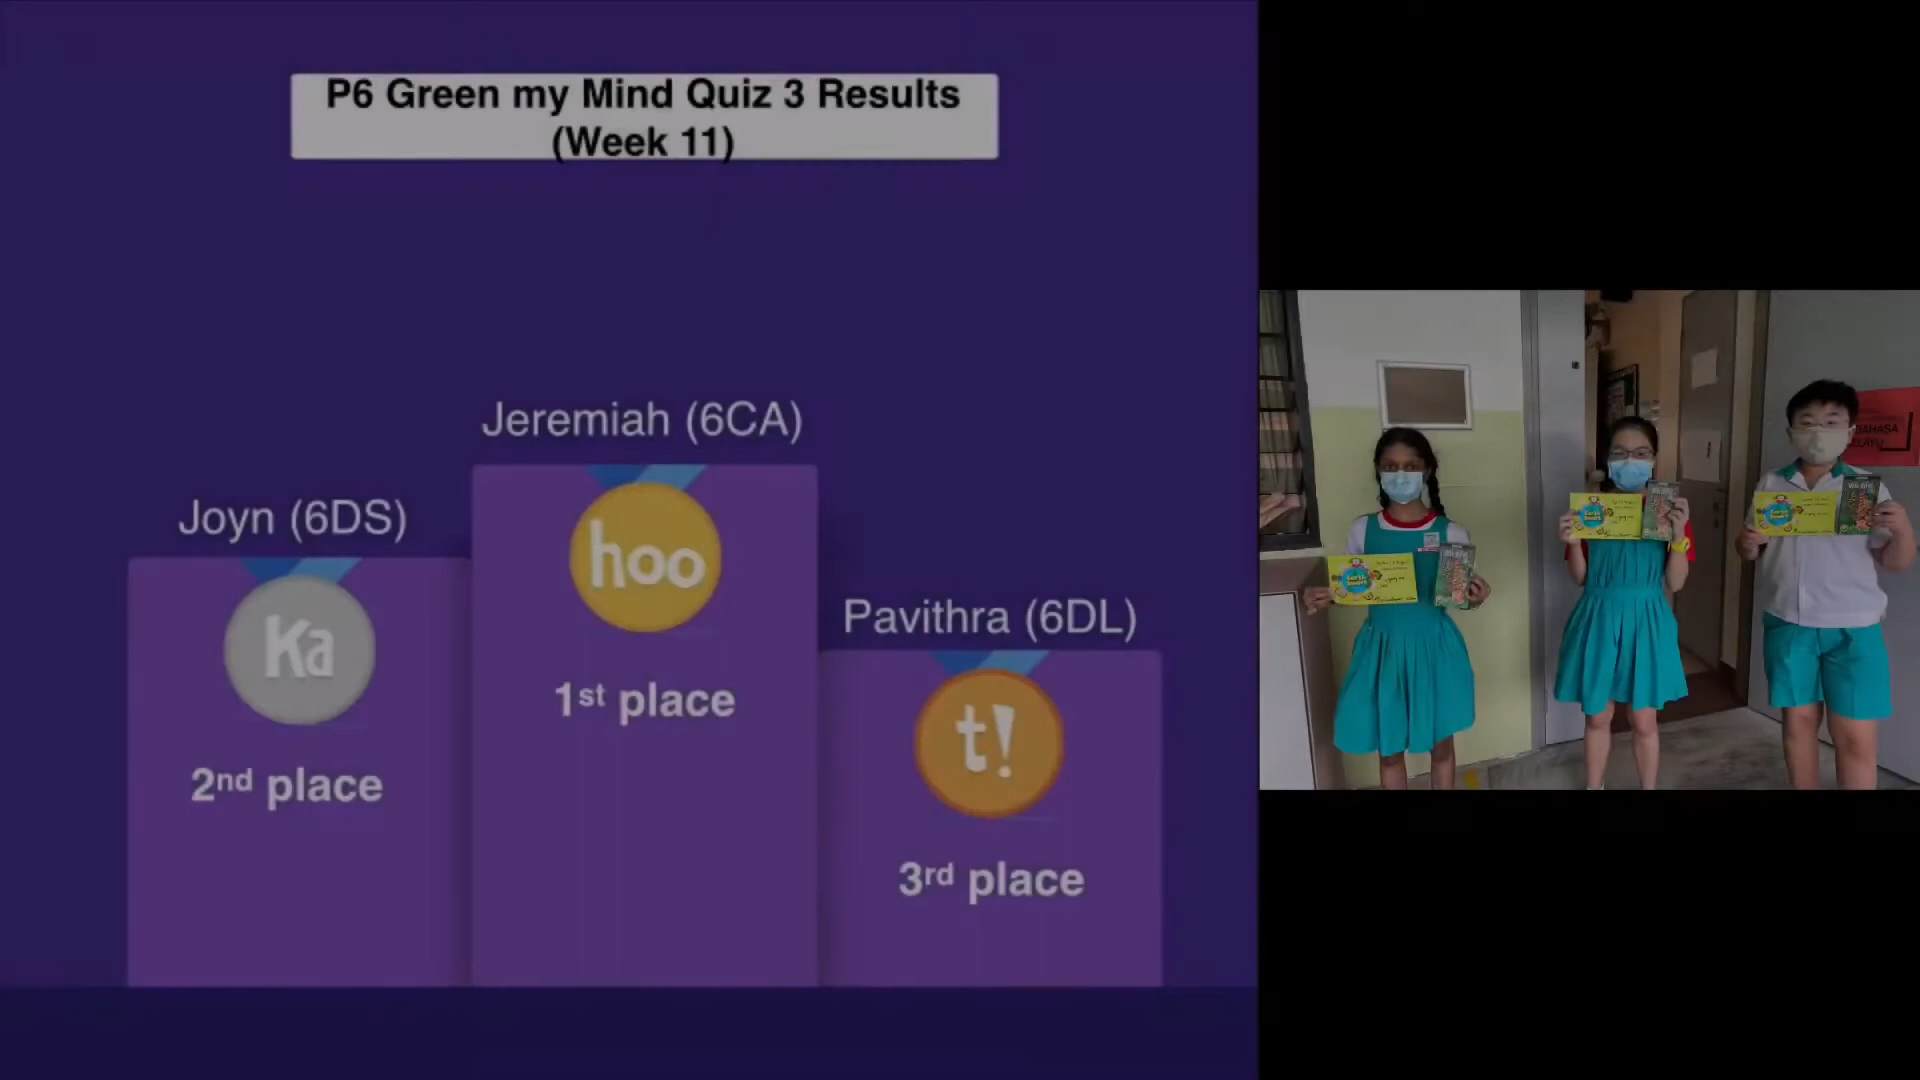 P6 Green my Mind Quiz 3 Results
(Week 11)
Jeremiah (6CA)
Joyn (6DS)
hoo
Pavithra (6DL)
Ka
1st place
t!
2nd place
3rd place
BAHASA